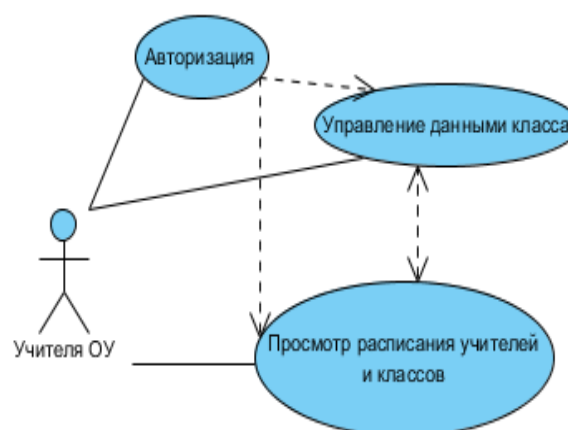 Авторизация
Управление данными класса
Учителя ОУ
Просмотр расписания учителей
и классов